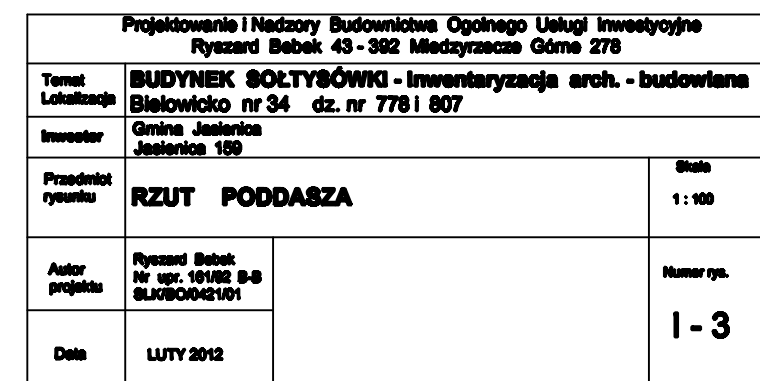 Projektowanie i Nadzory Budownictwa Ogolnego Usługi Inwestycyjne
Ryszard Bebek 43 - 392 Miedzyrzecze Górne 278
Temat
Lokalizacja
BUDYNEK SOŁTYSÓWKI - Inwentaryzacja arch. - budowlana
Bielowicko nr 34 dz. nr 778 i 807
Inwestor
Gmina Jasienica
Jasienica 159
Przedmiot
rysunku
RZUT PODDASZA
Skala
1 : 100
Autor
projektu
Ryszard Bebek
Nr upr. 161/92 B-B
SLK/BO/0421/01
Numer rys.
I - 3
Data
LUTY 2012